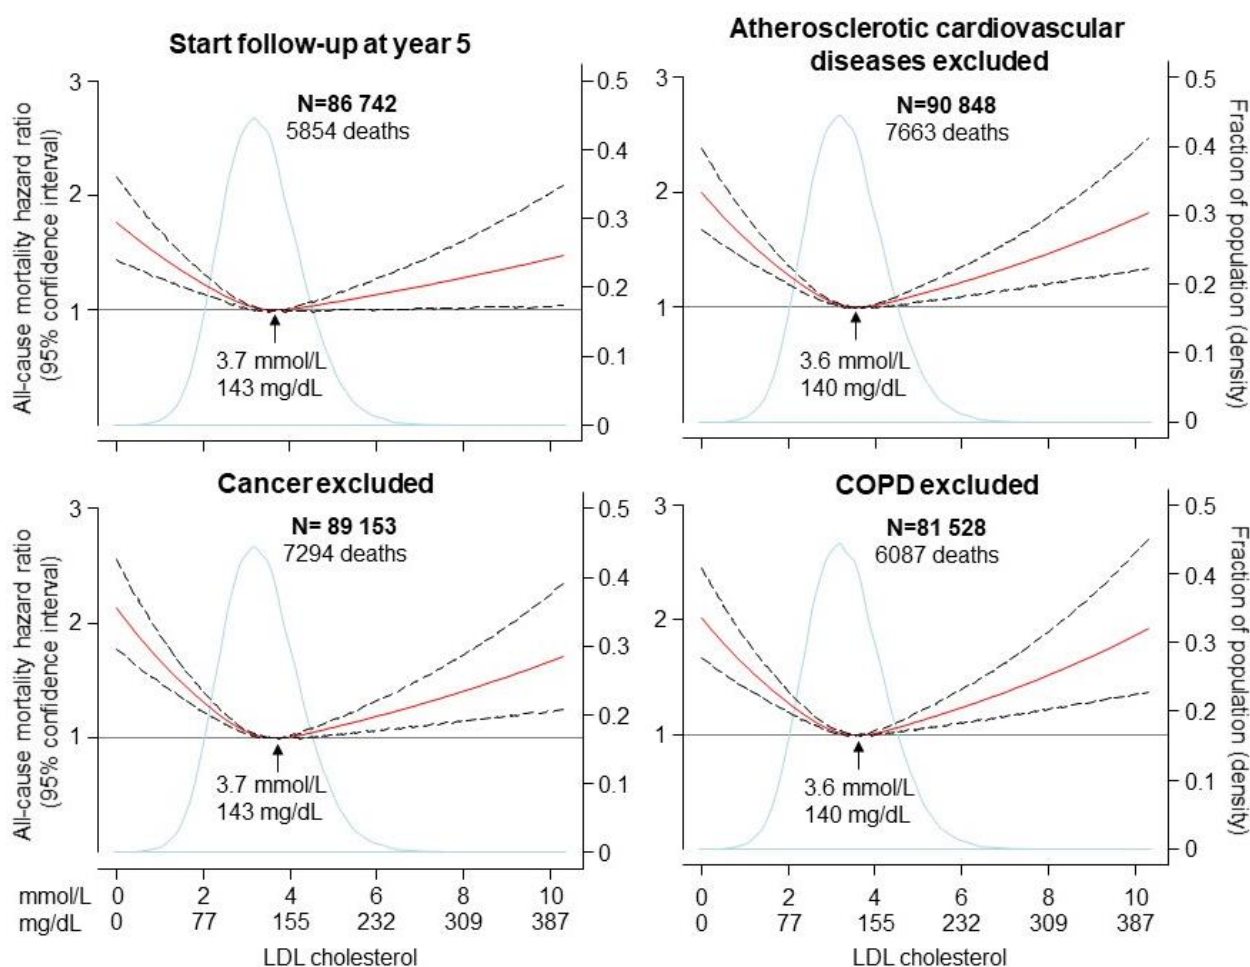 Start follow-up at year 5
N=86 742
5854 deaths
3
2
1
0.5
0.4
0.3
0.2
0.1
0
All-cause mortality hazard ratio
(95% confidence interval)
3.7 mmol/L
143 mg/dL
Atherosclerotic cardiovascular
diseases excluded
N=90 848
7663 deaths
3
2
1
0.5
0.4
0.3
0.2
0.1
0
Fraction of population (density)
3.6 mmol/L
140 mg/dL
Cancer excluded
N= 89 153
7294 deaths
3
2
1
0.5
0.4
0.3
0.2
0.1
0
All-cause mortality hazard ratio
(95% confidence interval)
3.7 mmol/L
143 mg/dL
mmol/L 0 2 4 6 8 10
mg/dL 0 77 155 232 309 387
LDL cholesterol
COPD excluded
N=81 528
6087 deaths
3
2
1
0.5
0.4
0.3
0.2
0.1
0
Fraction of population (density)
3.6 mmol/L
140 mg/dL
0 2 4 6 8 10
0 77 155 232 309 387
LDL cholesterol